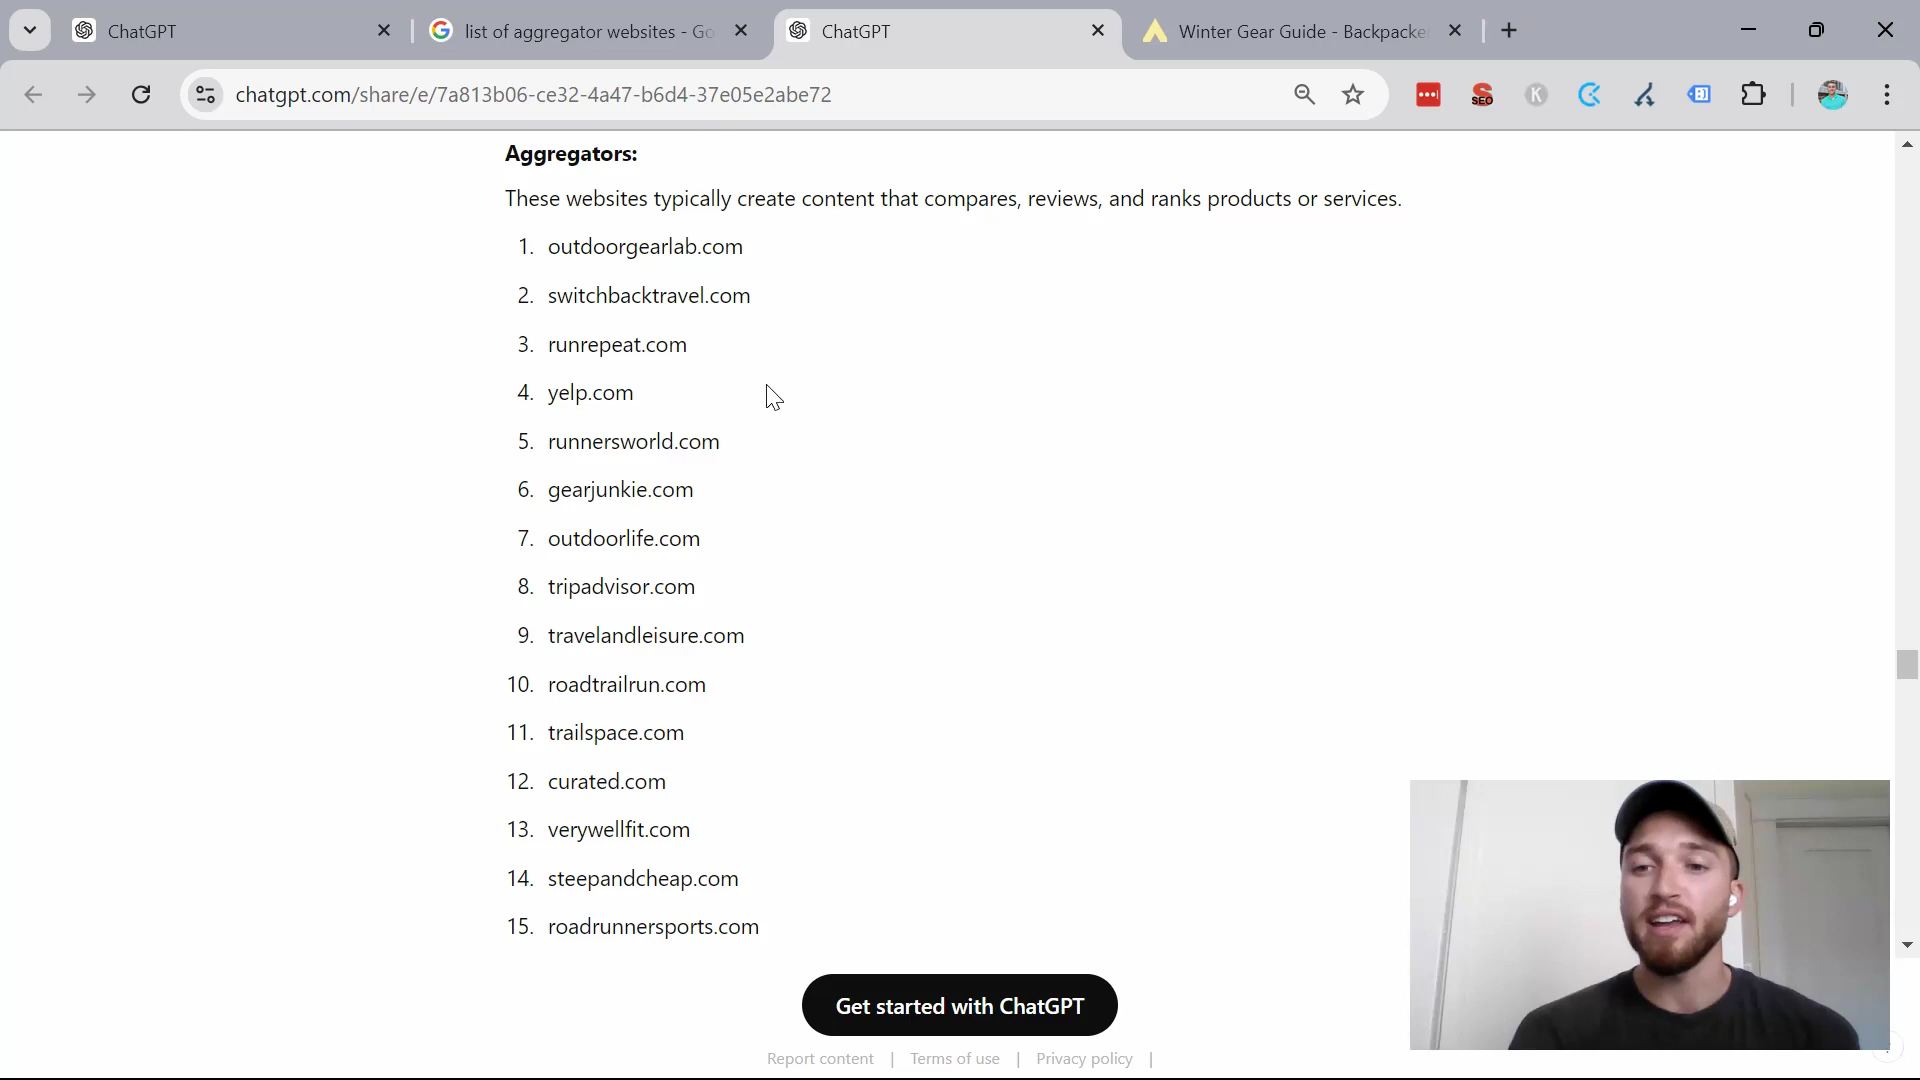 ChatGPT
list of aggregator websites - Go
ChatGPT
Winter Gear Guide - Backpacke
chatgpt.com/share/e/7a813b06-ce32-4a47-b6d4-37e05e2abe72
SEO
K
Aggregators:
These websites typically create content that compares, reviews, and ranks products or services.
1. outdoorgearlab.com
2. switchbacktravel.com
3. runrepeat.com
4. yelp.com
5. runnersworld.com
6. gearjunkie.com
7. outdoorlife.com
8. tripadvisor.com
9. travelandleisure.com
10. roadtrailrun.com
11. trailspace.com
12. curated.com
13. verywellfit.com
14. steepandcheap.com
15. roadrunnersports.com
Get started with ChatGPT
Report content | Terms of use | Privacy policy |